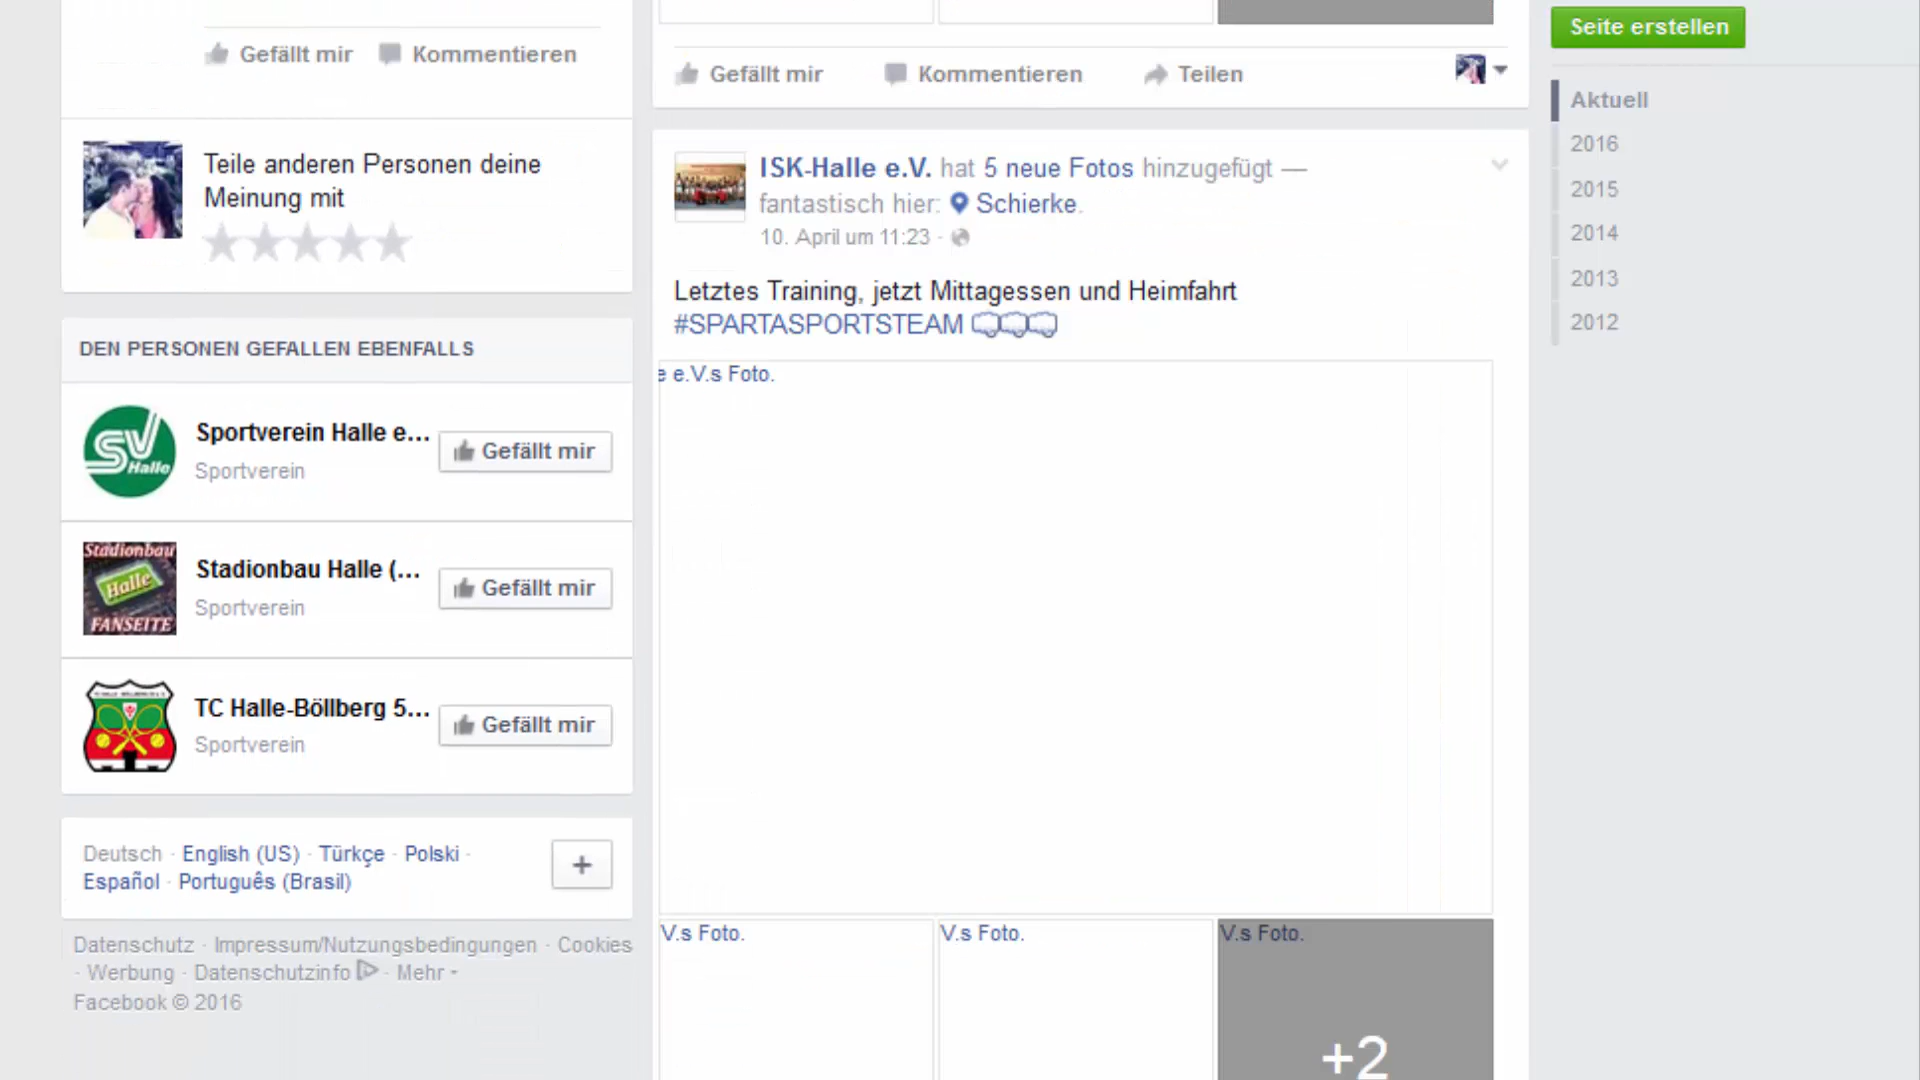 Gefällt mir Kommentieren
Teile anderen Personen deine
Meinung mit
DEN PERSONEN GEFALLEN EBENFALLS
SV
Halle
Sportverein Halle e...
Sportverein
Gefällt mir
Stadionbau
Halle
FANSEITE
Stadionbau Halle (...
Sportverein
Gefällt mir
TC Halle-Böllberg 5...
Sportverein
Gefällt mir
Deutsch · English (US) · Türkçe · Polski ·
Español · Português (Brasil)
+
Datenschutz · Impressum/Nutzungsbedingungen · Cookies
· Werbung · Datenschutzinfo · Mehr
Facebook © 2016
Gefällt mir Kommentieren Teilen
ISK-Halle e.V. hat 5 neue Fotos hinzugefügt —
fantastisch hier: Schierke.
10. April um 11:23 ·
Letztes Training, jetzt Mittagessen und Heimfahrt
#SPARTASPORTSTEAM
e e.V.s Foto.
V.s Foto. V.s Foto. V.s Foto.
+2
Seite erstellen
Aktuell
2016
2015
2014
2013
2012